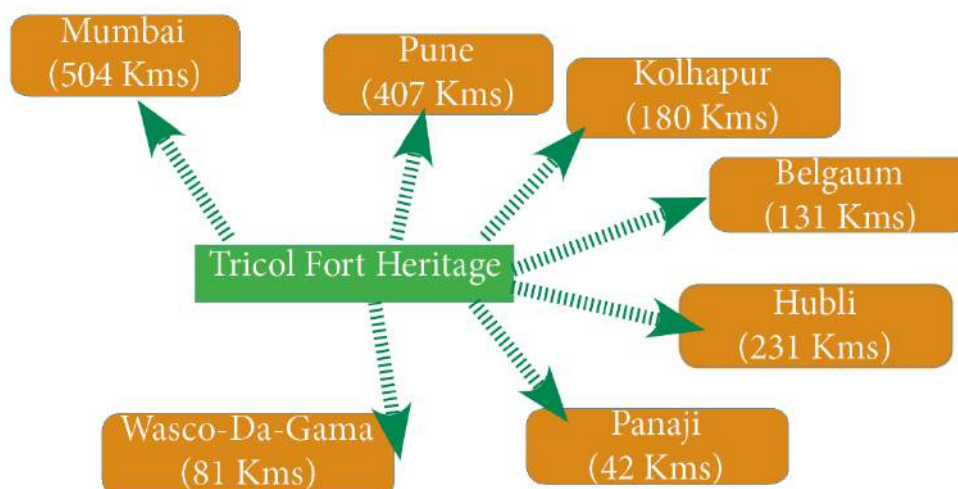 Mumbai
(504 Kms)
Pune
(407 Kms)
Kolhapur
(180 Kms)
Belgaum
(131 Kms)
Tricol Fort Heritage
Hubli
(231 Kms)
Wasco-Da-Gama
(81 Kms)
Panaji
(42 Kms)